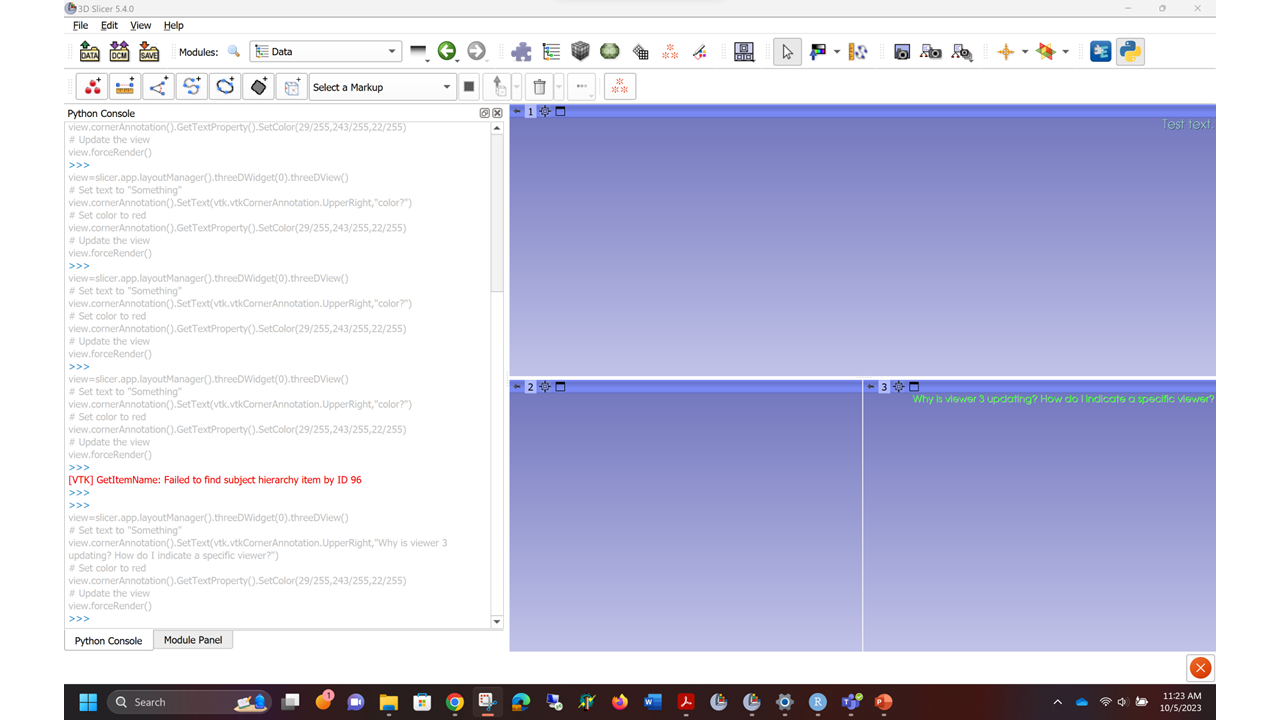 3D Slicer 5.4.0
File Edit View Help
DATA DCM SAVE Modules: Data
Select a Markup
Python Console
view.cornerAnnotation().GetTextProperty().SetColor(29/255,243/255,22/255)
# Update the view
view.forceRender()
>>>
view=slicer.app.layoutManager().threeDWidget(0).threeDView()
# Set text to "Something"
view.cornerAnnotation().SetText(vtk.vtkCornerAnnotation.UpperRight,"color?")
# Set color to red
view.cornerAnnotation().GetTextProperty().SetColor(29/255,243/255,22/255)
# Update the view
view.forceRender()
>>>
view=slicer.app.layoutManager().threeDWidget(0).threeDView()
# Set text to "Something"
view.cornerAnnotation().SetText(vtk.vtkCornerAnnotation.UpperRight,"color?")
# Set color to red
view.cornerAnnotation().GetTextProperty().SetColor(29/255,243/255,22/255)
# Update the view
view.forceRender()
>>>
view=slicer.app.layoutManager().threeDWidget(0).threeDView()
# Set text to "Something"
view.cornerAnnotation().SetText(vtk.vtkCornerAnnotation.UpperRight,"color?")
# Set color to red
view.cornerAnnotation().GetTextProperty().SetColor(29/255,243/255,22/255)
# Update the view
view.forceRender()
>>>
[VTK] GetItemName: Failed to find subject hierarchy item by ID 96
>>>
>>>
view=slicer.app.layoutManager().threeDWidget(0).threeDView()
# Set text to "Something"
view.cornerAnnotation().SetText(vtk.vtkCornerAnnotation.UpperRight,"Why is viewer 3
updating? How do I indicate a specific viewer?")
# Set color to red
view.cornerAnnotation().GetTextProperty().SetColor(29/255,243/255,22/255)
# Update the view
view.forceRender()
>>>
Python Console Module Panel
1
Test text.
2
3
Why is viewer 3 updating? How do I indicate a specific viewer?
Search
1
11:23 AM
10/5/2023